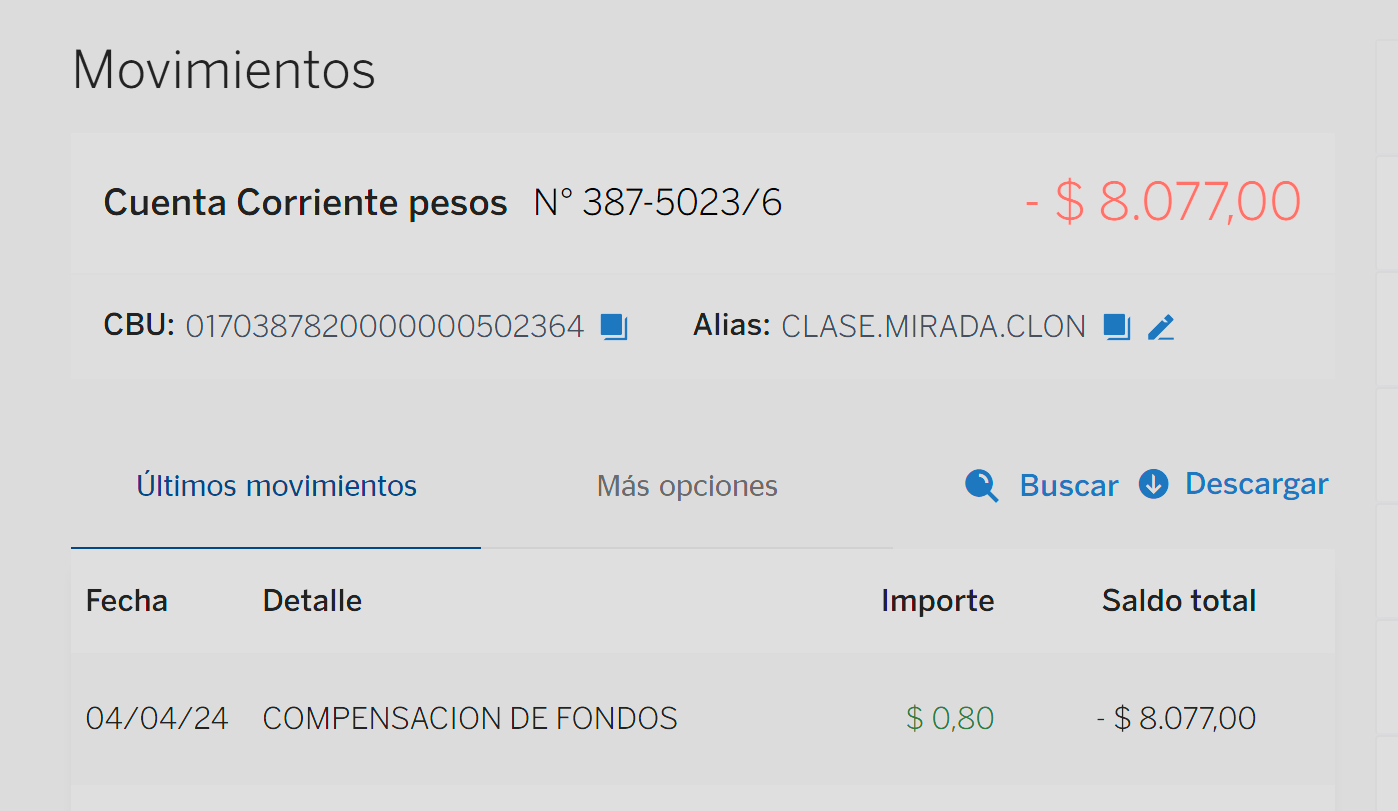 Movimientos
Cuenta Corriente pesos N° 387-5023/6 - $ 8.077,00
CBU: 0170387820000000502364 Alias: CLASE.MIRADA.CLON
Últimos movimientos Más opciones Buscar Descargar
Fecha Detalle Importe Saldo total
04/04/24 COMPENSACION DE FONDOS $ 0,80 - $ 8.077,00